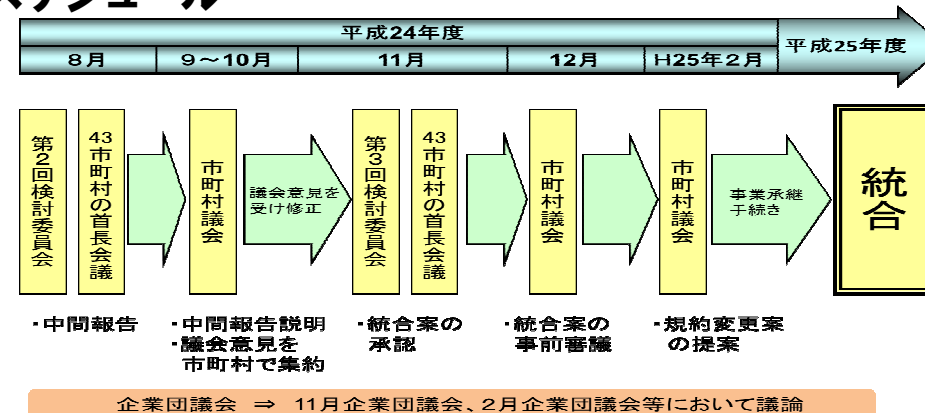 スケジュール
平成24年度
平成25年度
8月
9～10月
11月
12月
H25年2月
第2回検討委員会
43市町村の首長会議
市町村議会
議会意見を
受け修正
第3回検討委員会
43市町村の首長会議
市町村議会
市町村議会
事業承継
手続き
統合
・中間報告
・中間報告説明
・議会意見を
市町村で集約
・統合案の
承認
・統合案の
事前審議
・規約変更案
の提案
企業団議会 ⇒ 11月企業団議会、2月企業団議会等において議論